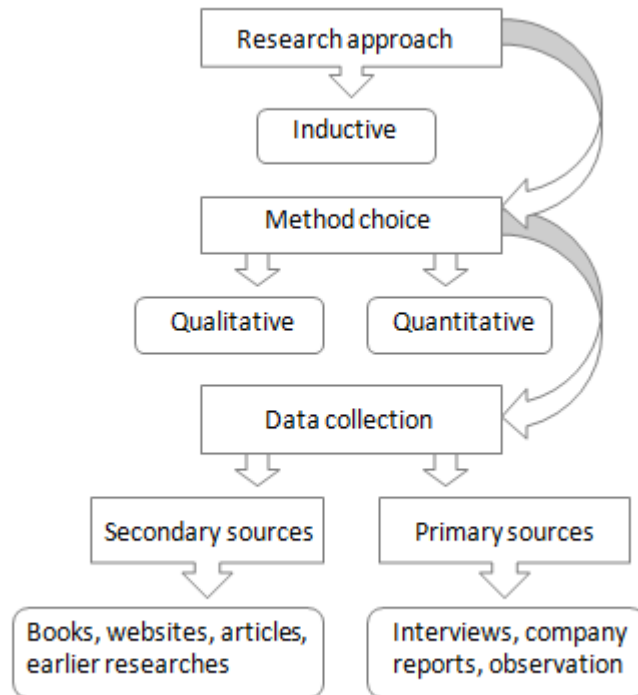 Research approach
Inductive
Method choice
Qualitative
Quantitative
Data collection
Secondary sources
Primary sources
Books, websites, articles,
earlier researches
Interviews, company
reports, observation